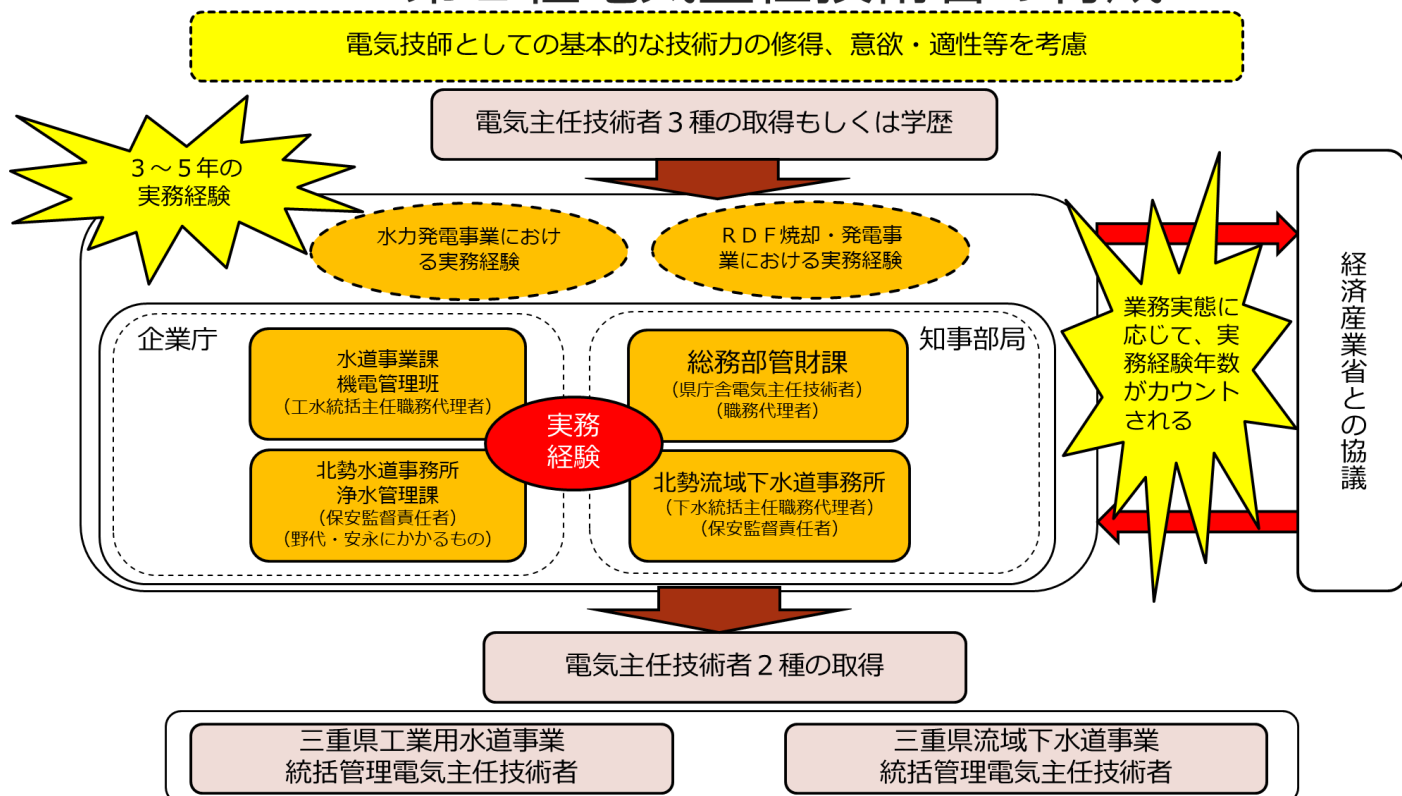 電気技師としての基本的な技術力の修得、意欲・適性等を考慮
電気主任技術者３種の取得もしくは学歴
３～５年の
実務経験
水力発電事業におけ
る実務経験
ＲＤＦ焼却・発電事
業における実務経験
企業庁
水道事業課
機電管理班
（工水統括主任職務代理者）
北勢水道事務所
浄水管理課
（保安監督責任者）
（野代・安永にかかるもの）
実務
経験
知事部局
総務部管財課
（県庁舎電気主任技術者）
（職務代理者）
北勢流域下水道事務所
（下水統括主任職務代理者）
（保安監督責任者）
業務実態に
応じて、実
務経験年数
がカウント
される
経済産業省との協議
電気主任技術者２種の取得
三重県工業用水道事業
統括管理電気主任技術者
三重県流域下水道事業
統括管理電気主任技術者